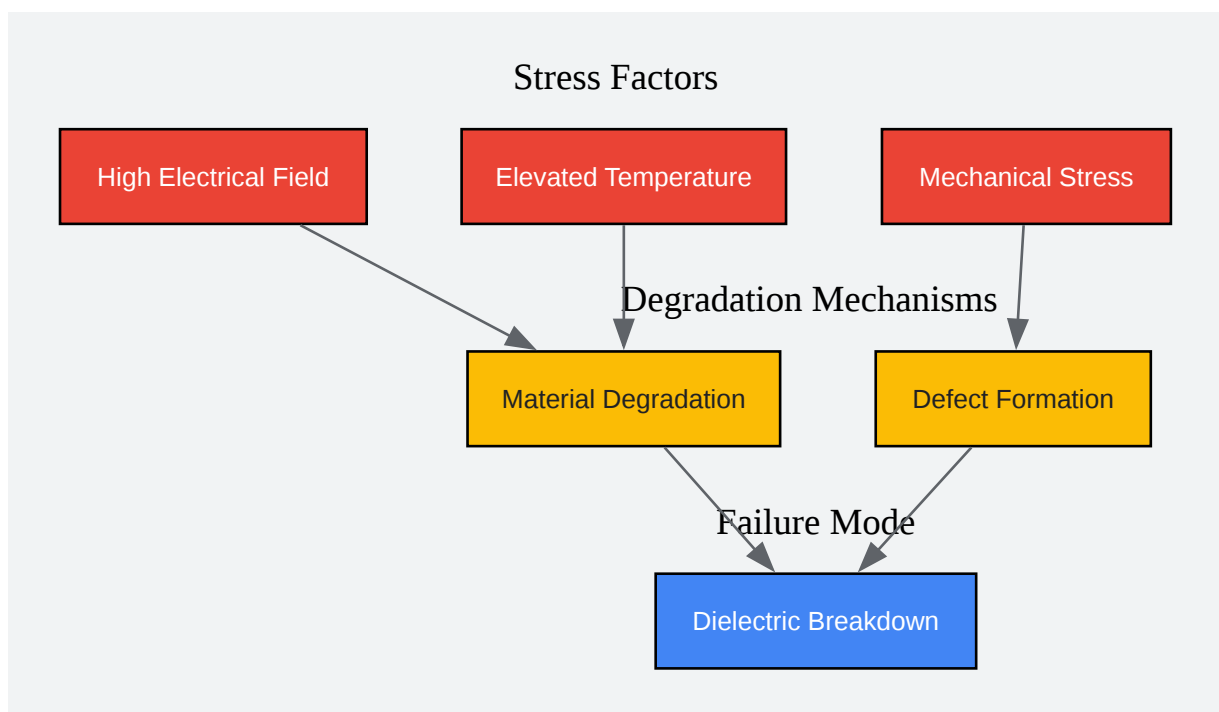 Stress Factors
High Electrical Field
Elevated Temperature
Mechanical Stress
Degradation Mechanisms
Material Degradation
Defect Formation
Failure Mode
Dielectric Breakdown